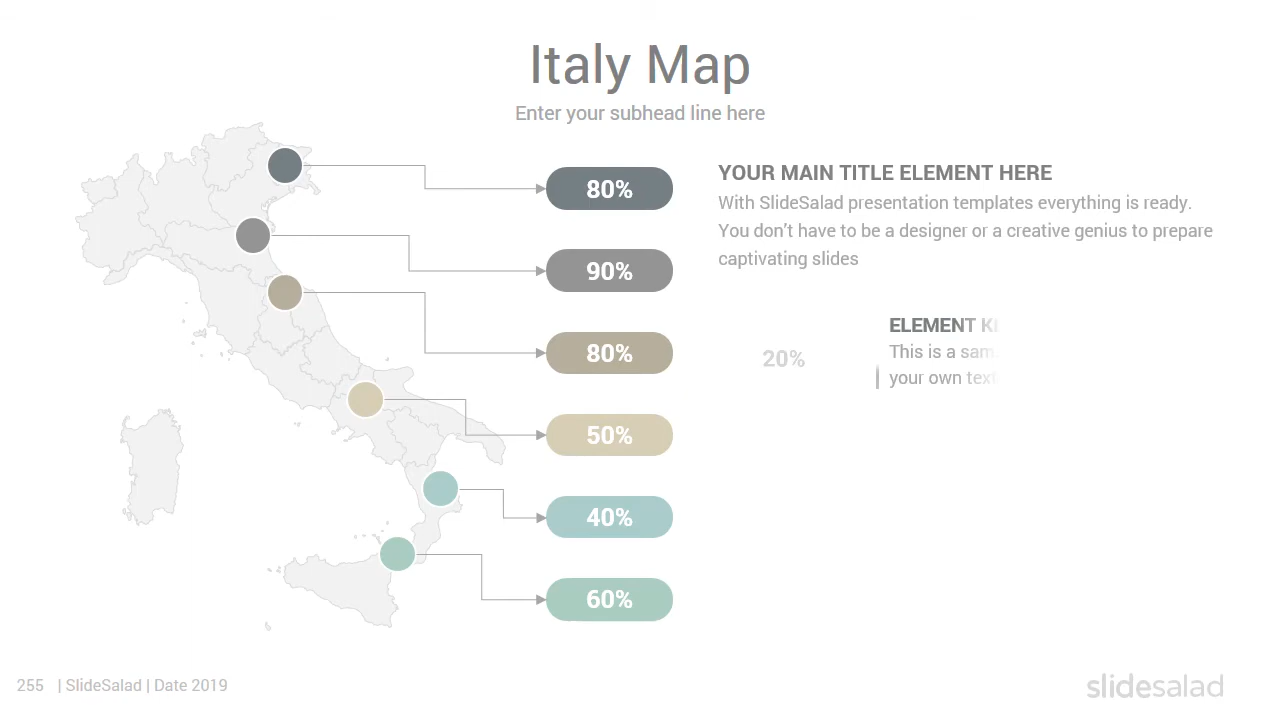 Italy Map
Enter your subhead line here
80%
90%
80%
50%
40%
60%
YOUR MAIN TITLE ELEMENT HERE
With SlideSalad presentation templates everything is ready.
You don’t have to be a designer or a creative genius to prepare
captivating slides
20%
ELEMENT
This is a
your own
255 | SlideSalad | Date 2019
slidesalad